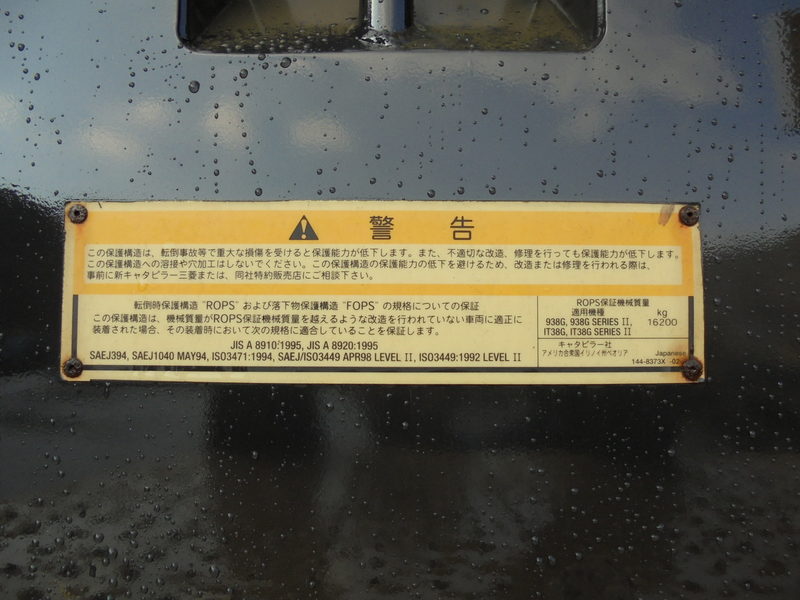 警告
この保護構造は、転倒事故等で重大な損傷を受けると保護能力が低下します。また、不適切な改造、修理を行っても保護能力が低下します。
この保護構造への溶接や穴加工はしないでください。この保護構造の保護能力の低下を避けるため、改造または修理を行われる際は、
事前に新キャタピラー三菱または、同社特約販売店にご相談下さい。
転倒時保護構造 "ROPS" および落下物保護構造 "FOPS" の規格についての保証
この保護構造は、機械質量がROPS保証機械質量を越えるような改造を行われていない車両に適正に
装着された場合、その装着時において次の規格に適合していることを保証します。
JIS A 8910:1995, JIS A 8920:1995
SAEJ394, SAEJ1040 MAY94, ISO3471:1994, SAEJ/ISO3449 APR98 LEVEL II, ISO3449:1992 LEVEL II
ROPS保証機械質量
適用機種 kg
938G, 938G SERIES II, 16200
IT38G, IT38G SERIES II
キャタピラー社
アメリカ合衆国イリノイ州ペオリア Japanese
144-8373X -02